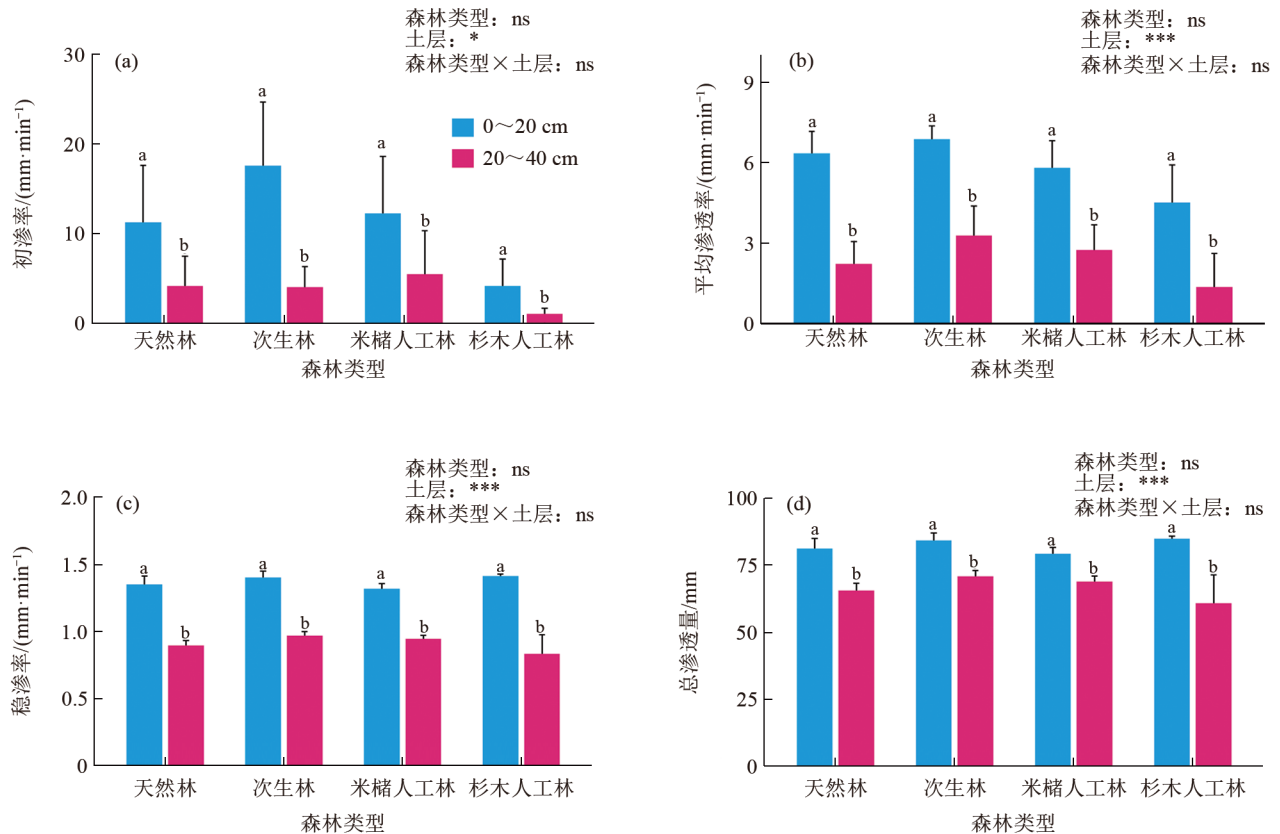 森林类型：ns
土层：*
森林类型×土层：ns
(a)
30
20
10
0
初渗率/(mm·min⁻¹)
0～20 cm
20～40 cm
a
b
a
b
a
b
a
b
天然林
次生林
米槠人工林
杉木人工林
森林类型
森林类型：ns
土层：***
森林类型×土层：ns
(b)
9
6
3
0
平均渗透率/(mm·min⁻¹)
a
b
a
b
a
b
a
b
天然林
次生林
米槠人工林
杉木人工林
森林类型
森林类型：ns
土层：***
森林类型×土层：ns
(c)
2.0
1.5
1.0
0.5
0
稳渗率/(mm·min⁻¹)
a
b
a
b
a
b
a
b
天然林
次生林
米槠人工林
杉木人工林
森林类型
森林类型：ns
土层：***
森林类型×土层：ns
(d)
100
75
50
25
0
总渗透量/mm
a
b
a
b
a
b
a
b
天然林
次生林
米槠人工林
杉木人工林
森林类型